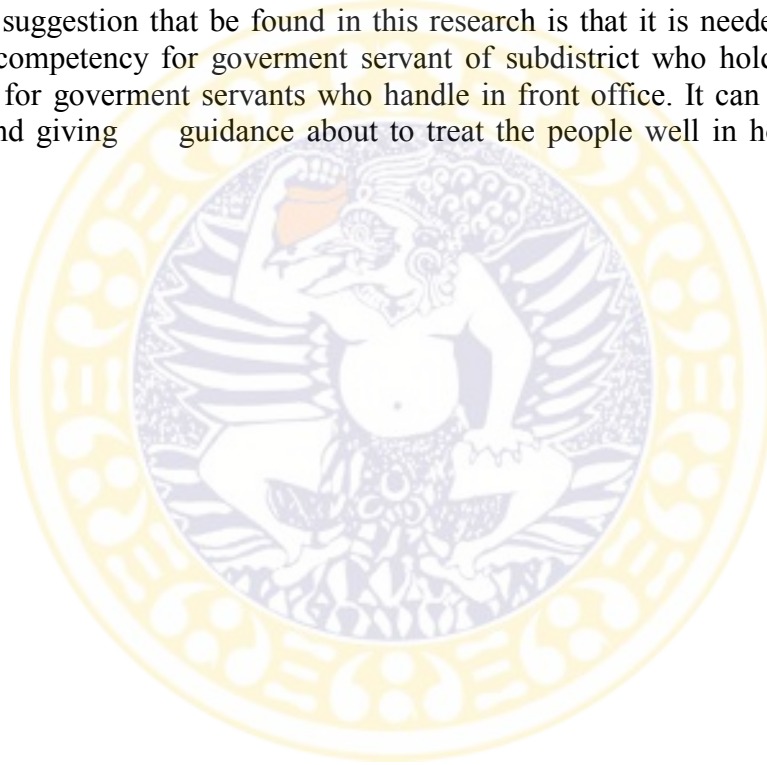 suggestion that be found in this research is that it is neede
competency for goverment servant of subdistrict who hold
for goverment servants who handle in front office. It can
nd giving guidance about to treat the people well in h